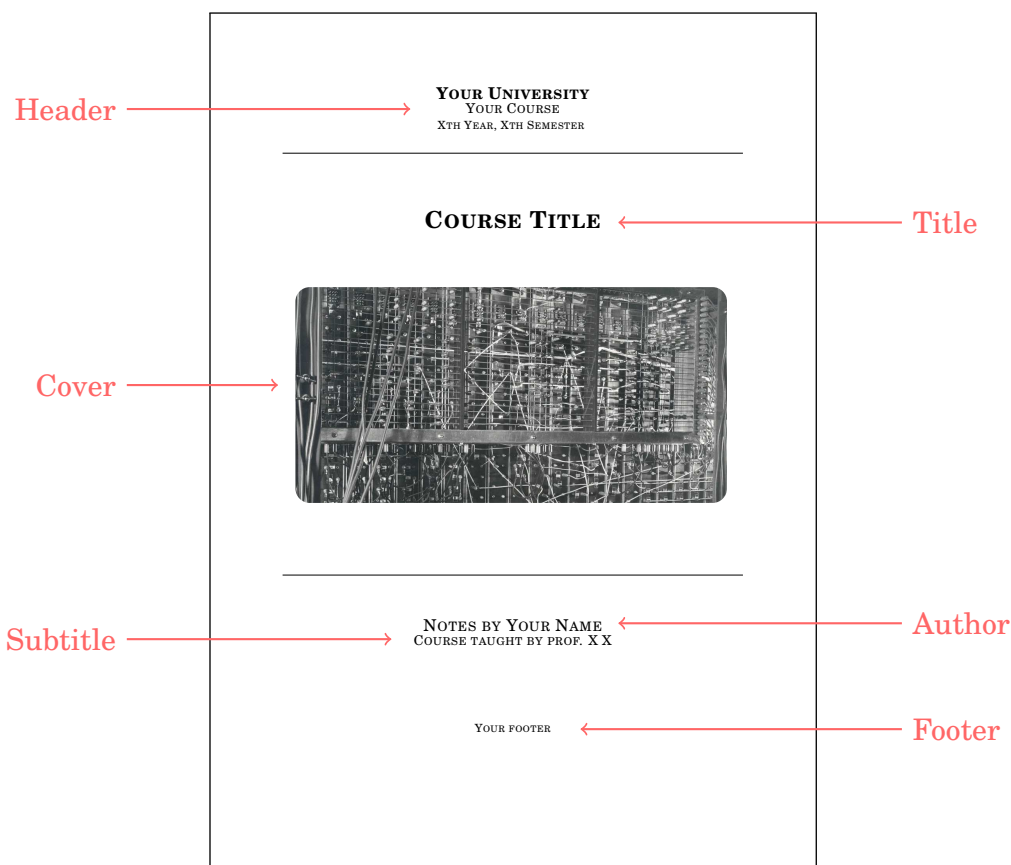 Header
Your University
Your Course
Xth Year, Xth Semester
Course Title
Title
Cover
Notes by Your Name
Author
Subtitle
Course taught by prof. X X
Your footer
Footer